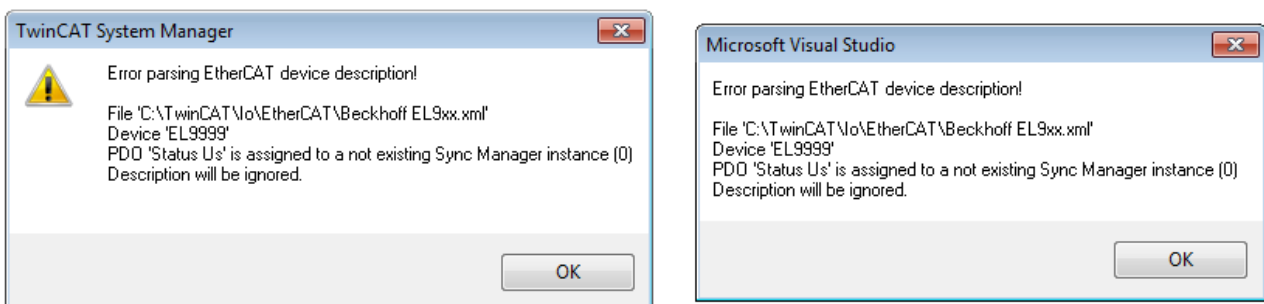 TwinCAT System Manager
Error parsing EtherCAT device description!
File 'C:\TwinCAT\Io\EtherCAT\Beckhoff EL9xx.xml'
Device 'EL9999'
PDO 'Status Us' is assigned to a not existing Sync Manager instance (0)
Description will be ignored.
OK
Microsoft Visual Studio
Error parsing EtherCAT device description!
File 'C:\TwinCAT\Io\EtherCAT\Beckhoff EL9xx.xml'
Device 'EL9999'
PDO 'Status Us' is assigned to a not existing Sync Manager instance (0)
Description will be ignored.
OK